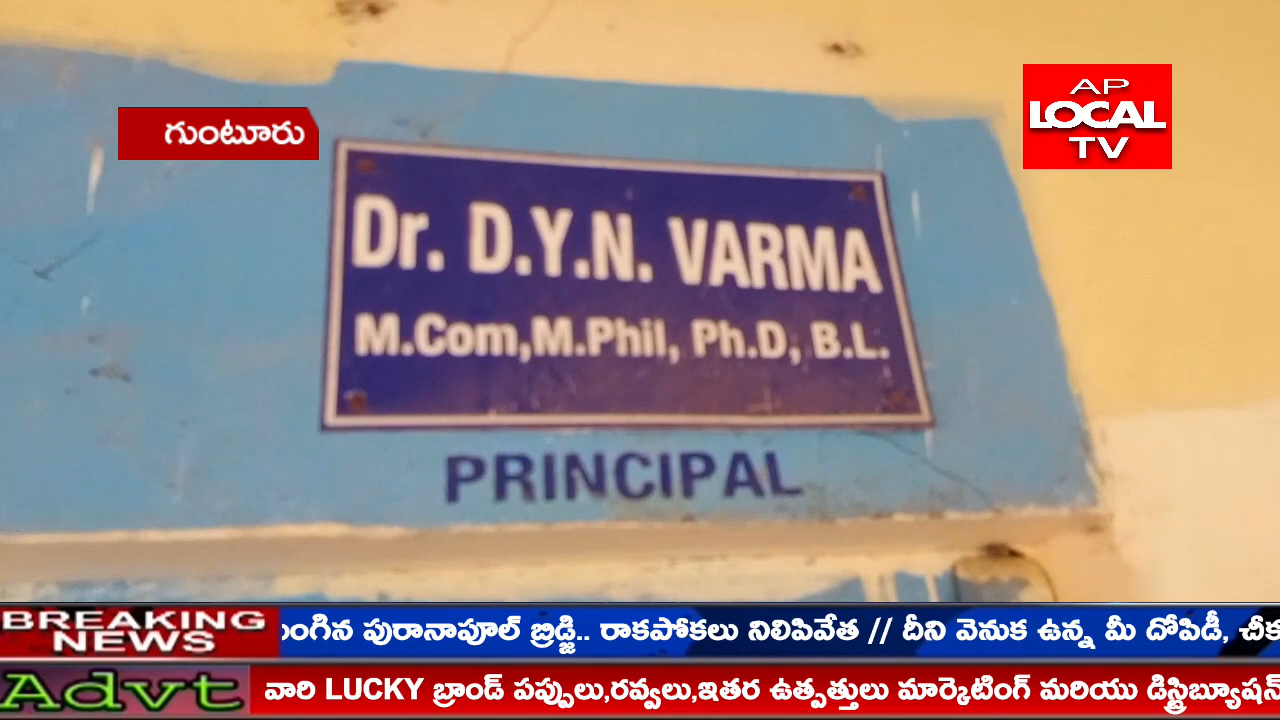 AP
LOCAL
TV
గుంటూరు
Dr. D.Y.N. VARMA
M.Com,M.Phil, Ph.D, B.L.
PRINCIPAL
BREAKING
NEWS
పురానాపూల్ బ్రిడ్జి.. రాకపోకలు నిలిపివేత // దీని వెనుక ఉన్న మీ దోపిడీ,
Advt
వారి LUCKY బ్రాండ్ పప్పులు,రవ్వలు,ఇతర ఉత్పత్తులు మార్కెటింగ్ మరియు డిస్ట్రిబ్యూషన్